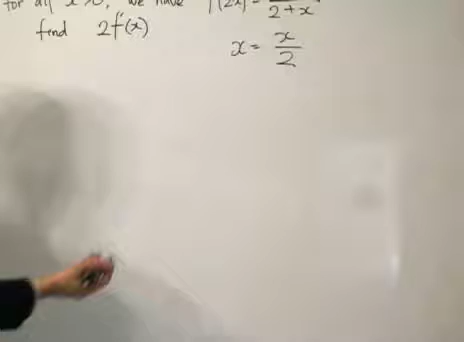 for all x>0, we have f(2x) = 2+x
find 2f(x)
x = x/2